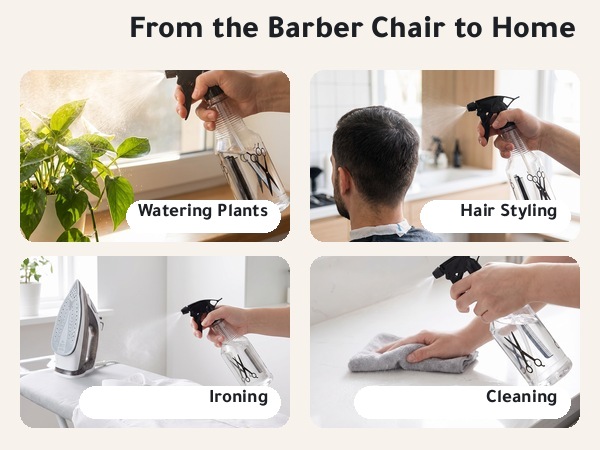 From the Barber Chair to Home
Watering Plants
Hair Styling
Ironing
Cleaning